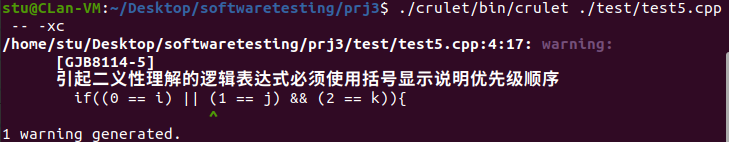 stu@CLan-VM:~/Desktop/softwaretesting/prj3$ ./crulet/bin/crulet ./test/test5.cpp
 -- -xc
/home/stu/Desktop/softwaretesting/prj3/test/test5.cpp:4:17: warning:
      [GJB8114-5]
      引起二义性理解的逻辑表达式必须使用括号显示说明优先级顺序
        if((0 == i) || (1 == j) && (2 == k)){
                       ^
1 warning generated.